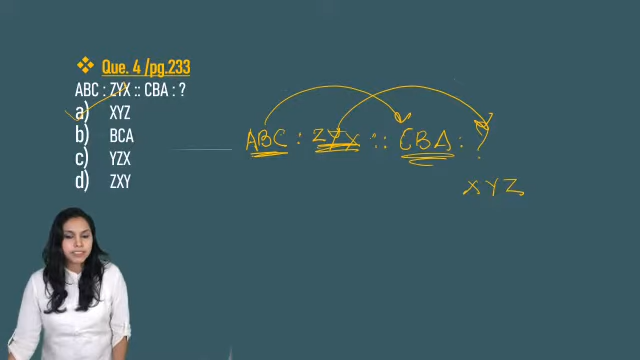 Que. 4 /pg.233
ABC : ZYX :: CBA : ?
a) XYZ
b) BCA
c) YZX
d) ZXY
ABC : ZYX :: CBA : ?
XYZ